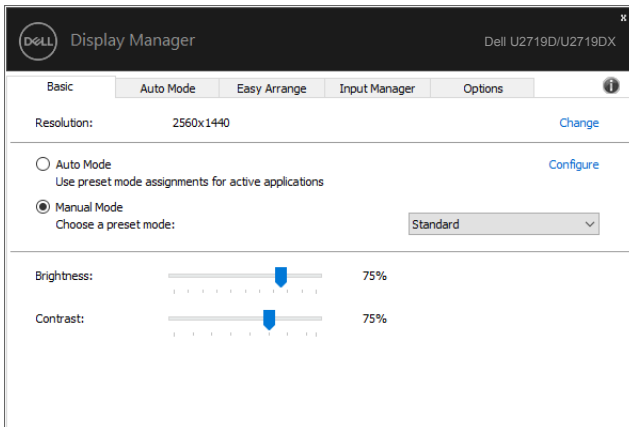 x
DELL Display Manager Dell U2719D/U2719DX
Basic Auto Mode Easy Arrange Input Manager Options i
Resolution: 2560x1440 Change
Auto Mode Configure
Use preset mode assignments for active applications
Manual Mode
Choose a preset mode: Standard
Brightness: 75%
Contrast: 75%